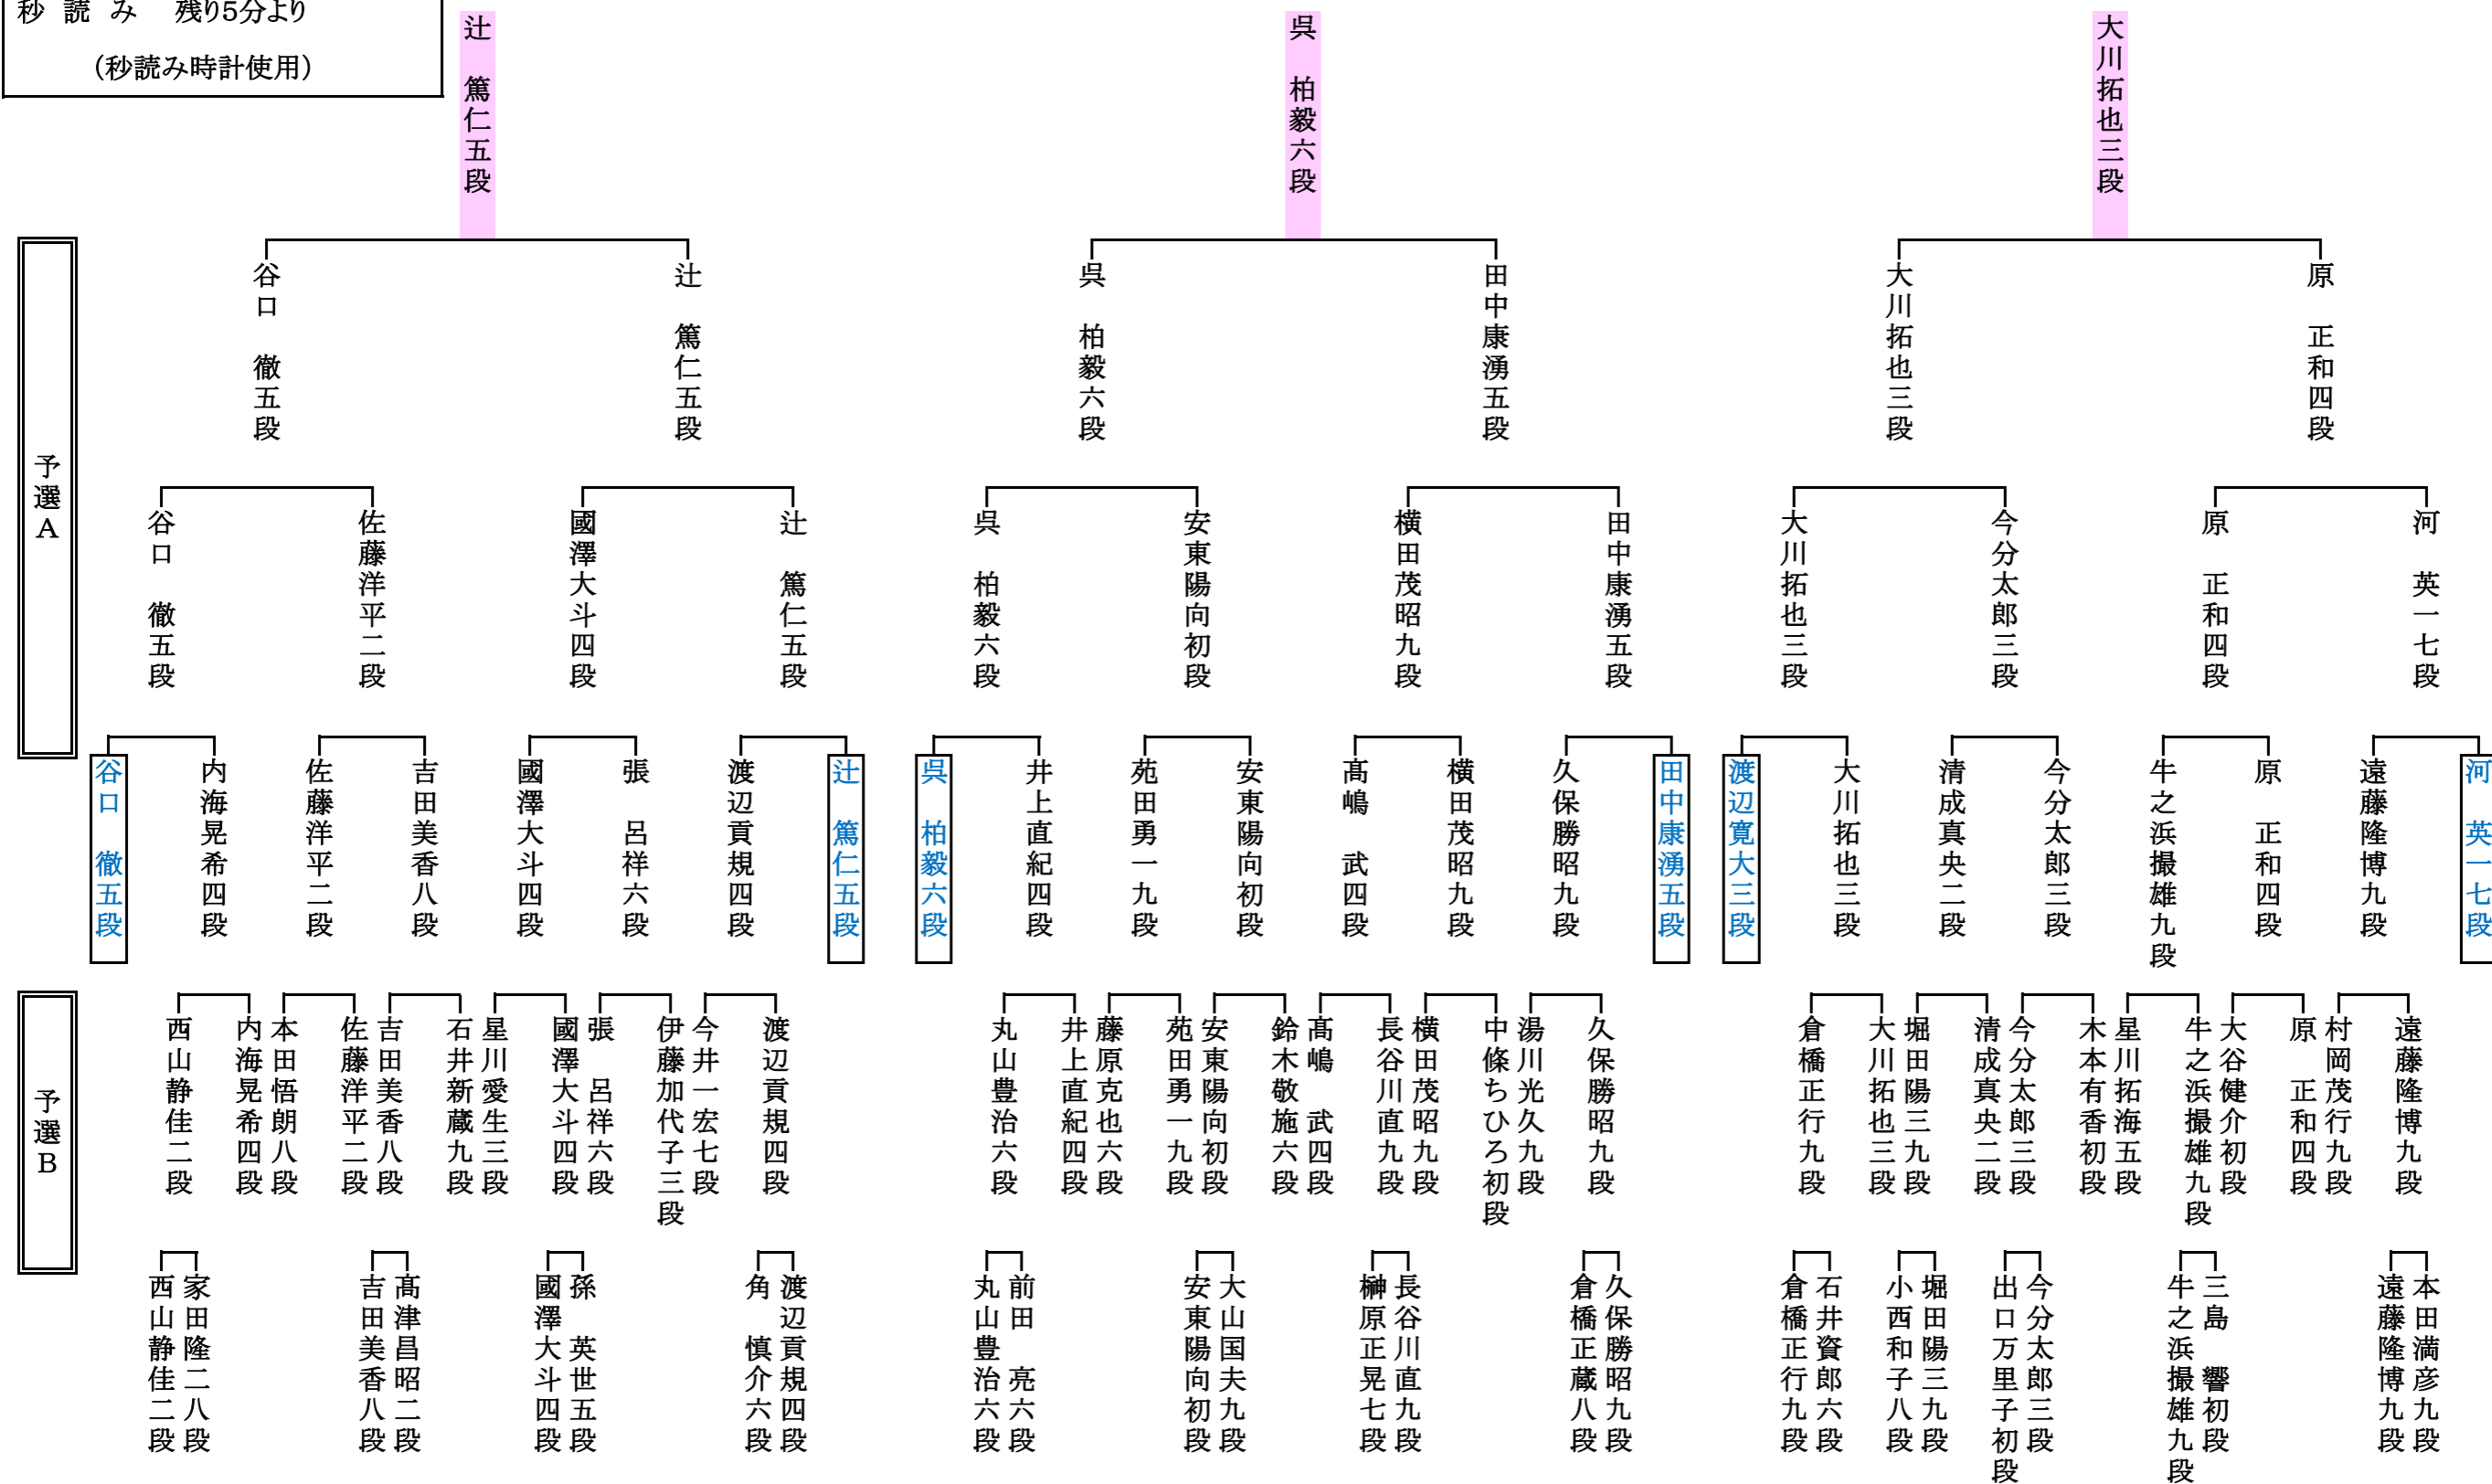 秒 読 み 残り5分より
（秒読み時計使用）
辻 篤仁五段
呉 柏毅六段
大川拓也三段
予選A
谷口 徹五段
辻 篤仁五段
呉 柏毅六段
田中康湧五段
大川拓也三段
原 正和四段
谷口 徹五段
佐藤洋平二段
國澤大斗四段
辻 篤仁五段
呉 柏毅六段
安東陽向初段
横田茂昭九段
田中康湧五段
大川拓也三段
今分太郎三段
原 正和四段
河 英一七段
谷口 徹五段
内海晃希四段
佐藤洋平二段
吉田美香八段
國澤大斗四段
張 呂祥六段
渡辺貢規四段
辻 篤仁五段
呉 柏毅六段
井上直紀四段
苑田勇一九段
安東陽向初段
髙嶋 武四段
横田茂昭九段
久保勝昭九段
田中康湧五段
渡辺寛大三段
大川拓也三段
清成真央二段
今分太郎三段
牛之浜撮雄九段
原 正和四段
遠藤隆博九段
河 英一七段
予選B
西山静佳二段
内海晃希四段
本田悟朗八段
佐藤洋平二段
吉田美香八段
石井新蔵九段
星川愛生三段
國澤大斗四段
張 呂祥六段
伊藤加代子三段
今井一宏七段
渡辺貢規四段
丸山豊治六段
井上直紀四段
藤原克也六段
苑田勇一九段
安東陽向初段
鈴木敬施六段
髙嶋 武四段
長谷川直九段
横田茂昭九段
中條ちひろ初段
湯川光久九段
久保勝昭九段
倉橋正行九段
大川拓也三段
堀田陽三九段
清成真央二段
今分太郎三段
木本有香初段
星川拓海五段
牛之浜撮雄九段
大谷健介初段
原 正和四段
村岡茂行九段
遠藤隆博九段
西山静佳二段
家田隆二八段
吉田美香八段
髙津昌昭二段
國澤大斗四段
孫 英世五段
角 慎介六段
渡辺貢規四段
丸山豊治六段
前田 亮六段
安東陽向初段
大山国夫九段
榊原正晃七段
長谷川直九段
倉橋正蔵八段
久保勝昭九段
倉橋正行九段
石井資郎六段
小西和子八段
堀田陽三九段
出口万里子初段
今分太郎三段
牛之浜撮雄九段
三島 響初段
遠藤隆博九段
本田満彦九段